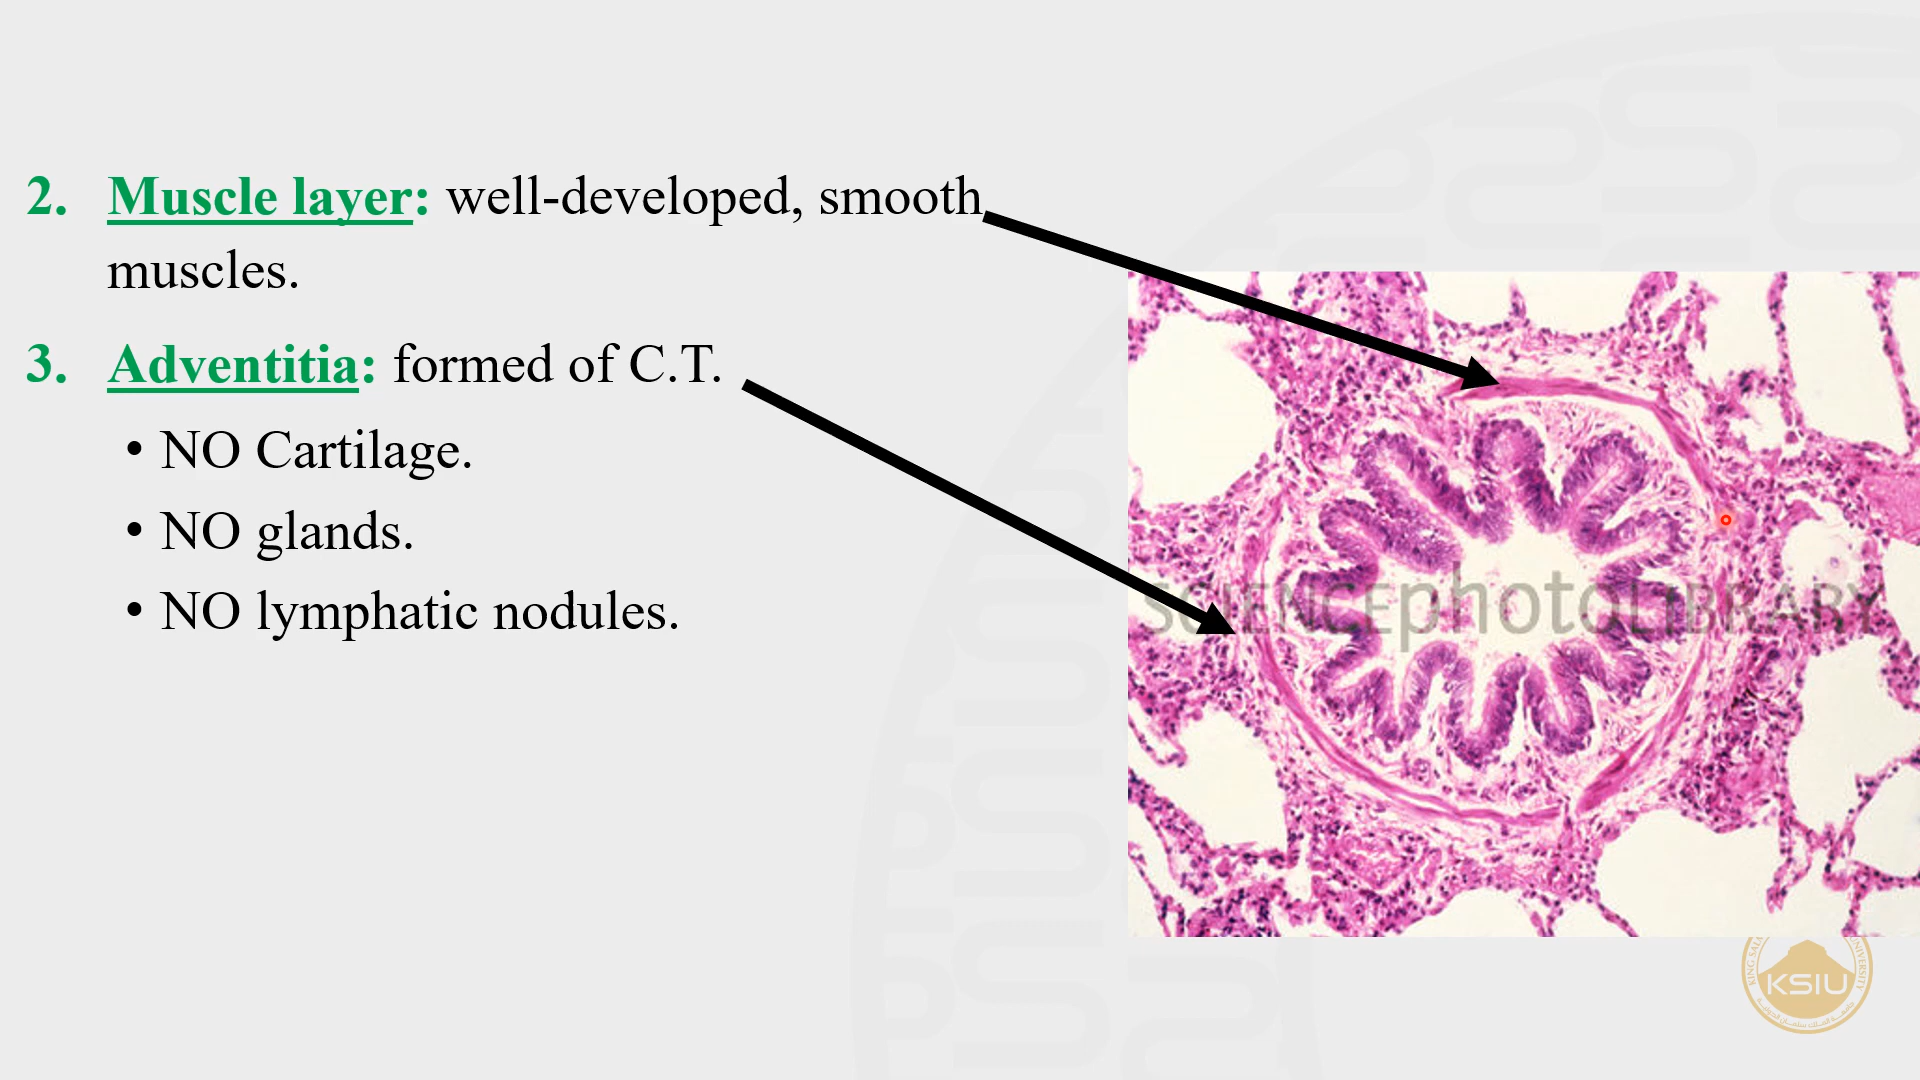 2. Muscle layer: well-developed, smooth
muscles.
3. Adventitia: formed of C.T.
• NO Cartilage.
• NO glands.
• NO lymphatic nodules.
SCIENCEphotoLIBRARY
KSIU